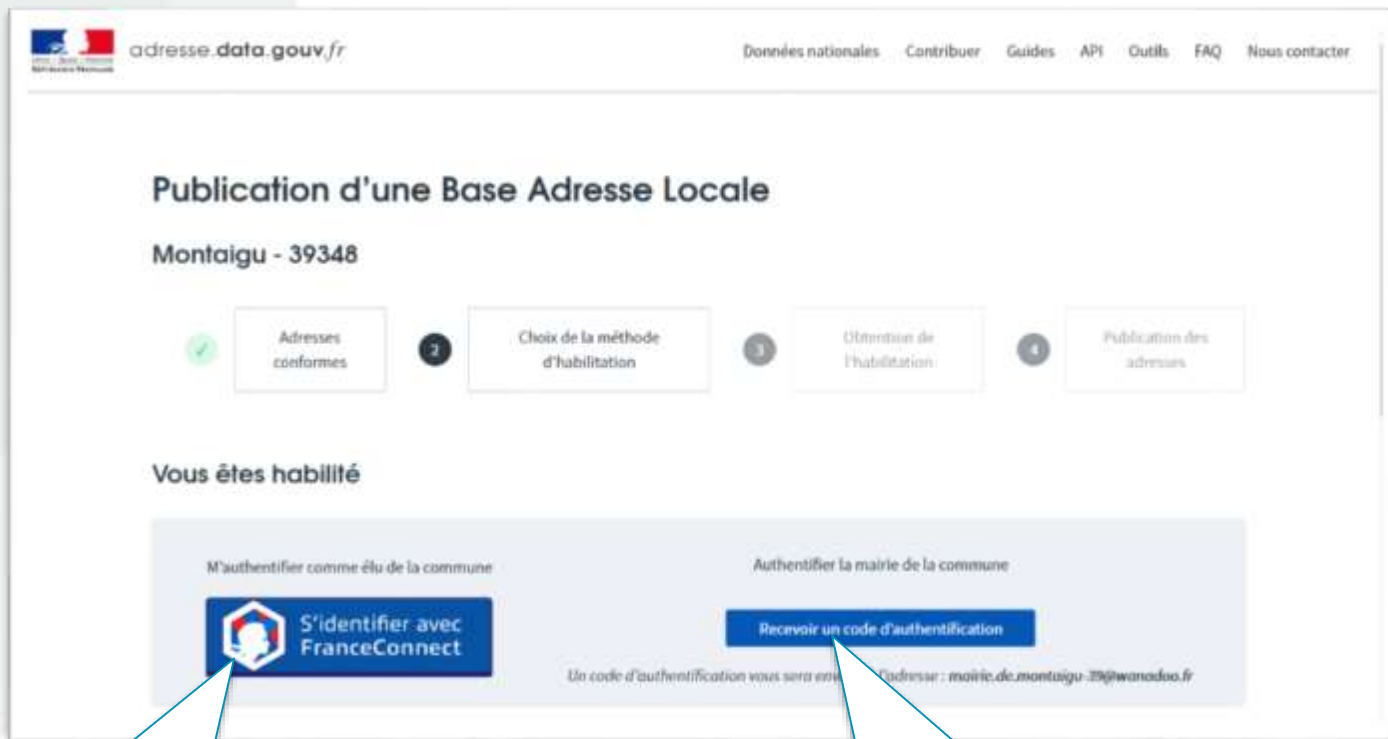 adresse.data.gouv.fr
Données nationales Contribuer Guides API Outils FAQ Nous contacter
Publication d'une Base Adresse Locale
Montaigu - 39348
✓ Adresses conformes
2 Choix de la méthode d'habilitation
3 Obtention de l'habilitation
4 Publication des adresses
Vous êtes habilité
M'authentifier comme élu de la commune
S'identifier avec
FranceConnect
Authentifier la mairie de la commune
Recevoir un code d'authentification
Un code d'authentification vous sera l'adresse : mairie.de.montaigu-39@wanadoo.fr